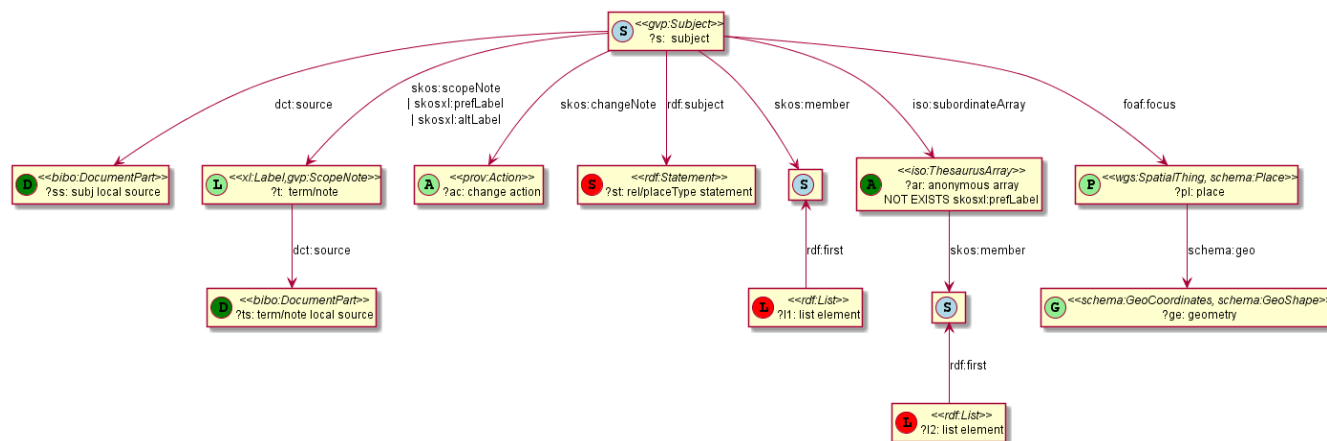 S <<gvp:Subject>>
?s: subject
dct:source
skos:scopeNote
| skosxl:prefLabel
| skosxl:altLabel
skos:changeNote
rdf:subject
skos:member
iso:subordinateArray
foaf:focus
D <<bibo:DocumentPart>>
?ss: subj local source
L <<xl:Label,gvp:ScopeNote>>
?t: term/note
A <<prov:Action>>
?ac: change action
S <<rdf:Statement>>
?st: rel/placeType statement
S
A <<iso:ThesaurusArray>>
?ar: anonymous array
NOT EXISTS skosxl:prefLabel
P <<wgs:SpatialThing, schema:Place>>
?pl: place
dct:source
rdf:first
skos:member
schema:geo
D <<bibo:DocumentPart>>
?ts: term/note local source
L <<rdf:List>>
?l1: list element
S
G <<schema:GeoCoordinates, schema:GeoShape>>
?ge: geometry
rdf:first
L <<rdf:List>>
?l2: list element